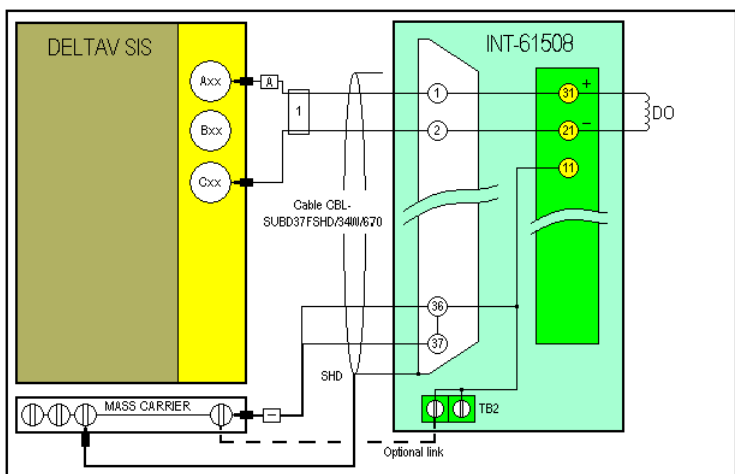 DELTAV SIS
INT-61508
Axx
A
1
1
31
+
DO
Bxx
2
21
−
Cxx
11
Cable CBL-
SUBD37FSHD/34W/670
36
37
SHD
MASS CARRIER
−
TB2
Optional link